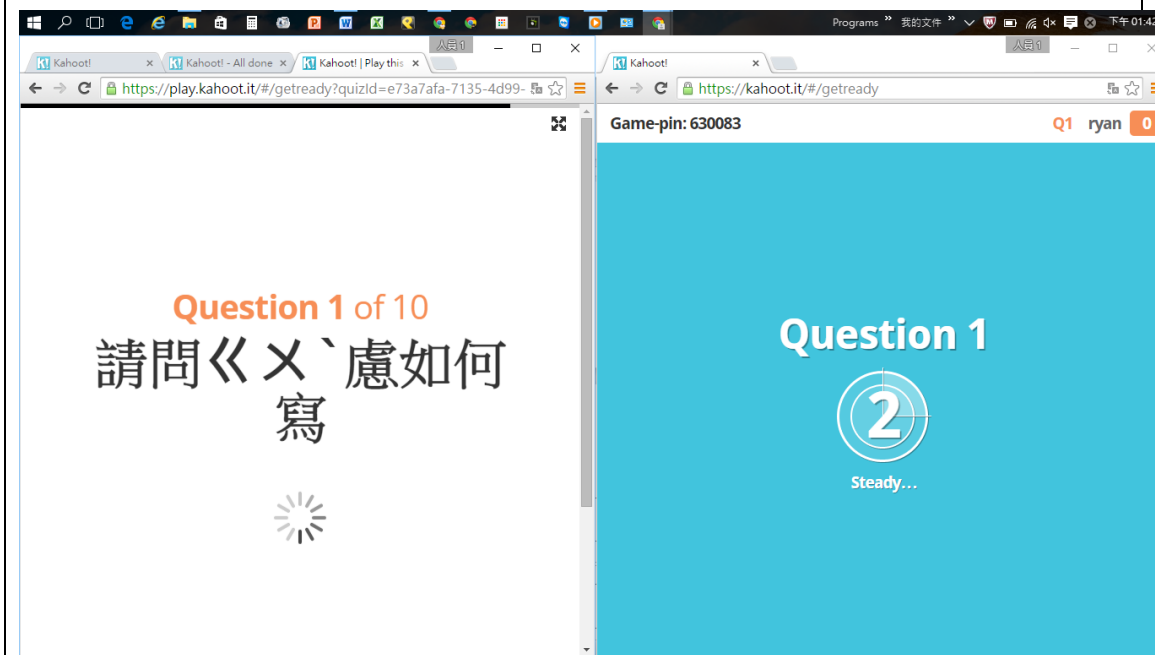 Programs » 我的文件 » 下午 01:42
人員1
人員1
Kahoot!
Kahoot! - All done
Kahoot! | Play this
Kahoot!
https://play.kahoot.it/#/getready?quizId=e73a7afa-7135-4d99-
https://kahoot.it/#/getready
Question 1 of 10
請問ㄍㄨˋ慮如何
寫
Game-pin: 630083
Q1 ryan 0
Question 1
2
Steady...